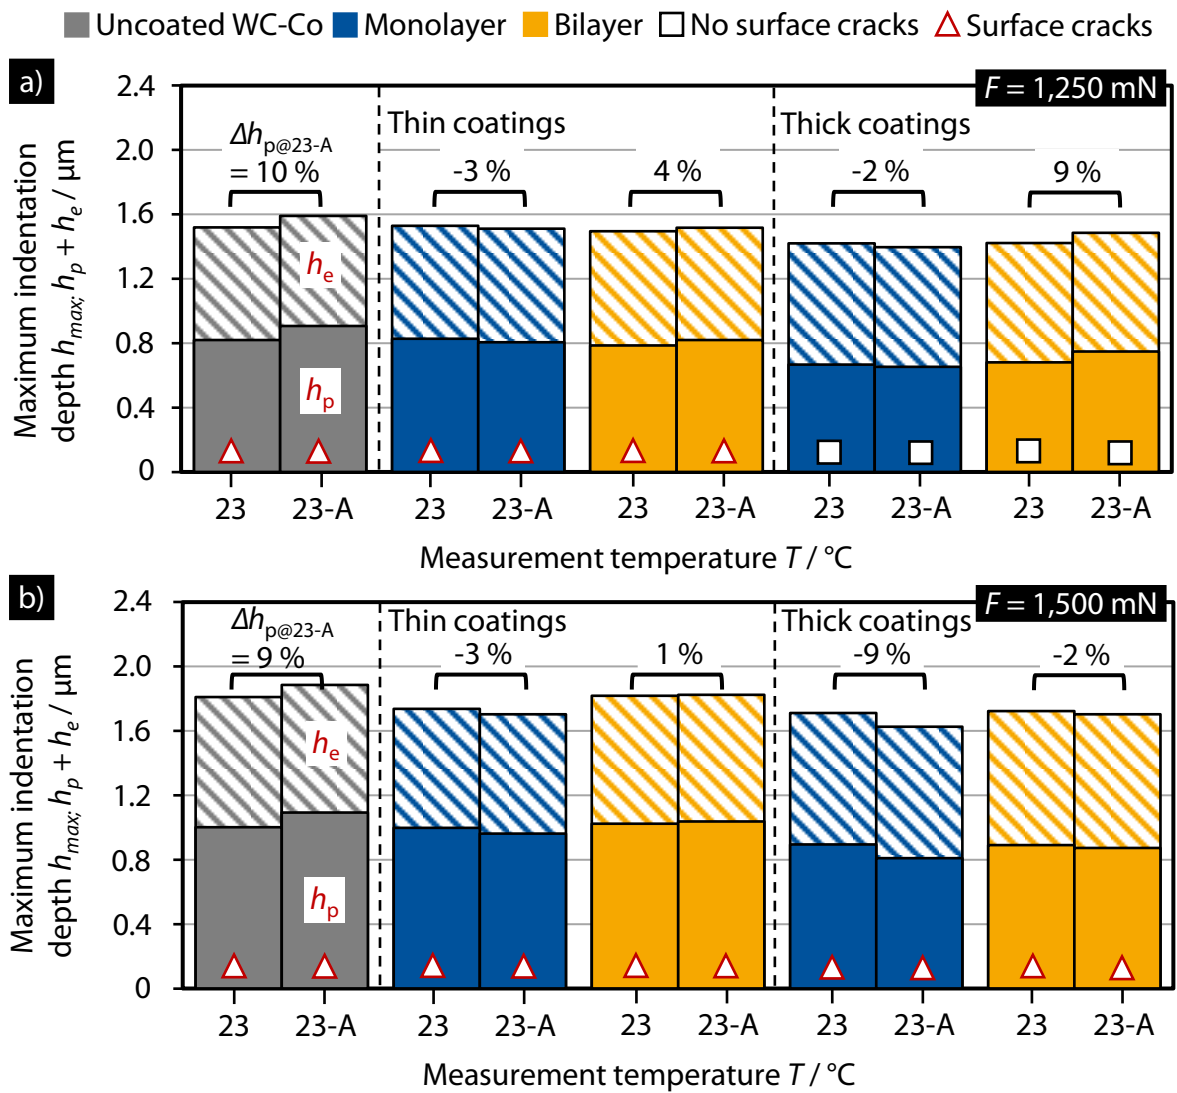 Uncoated WC-Co Monolayer Bilayer No surface cracks Surface cracks
a)
F = 1,250 mN
Maximum indentation
depth hmax; hp + he / µm
2.4
2.0
1.6
1.2
0.8
0.4
0
Δhp@23-A
= 10 %
Thin coatings
-3 %
4 %
Thick coatings
-2 %
9 %
he
hp
23 23-A 23 23-A 23 23-A 23 23-A 23 23-A
Measurement temperature T / °C
b)
F = 1,500 mN
Maximum indentation
depth hmax; hp + he / µm
2.4
2.0
1.6
1.2
0.8
0.4
0
Δhp@23-A
= 9 %
Thin coatings
-3 %
1 %
Thick coatings
-9 %
-2 %
he
hp
23 23-A 23 23-A 23 23-A 23 23-A 23 23-A
Measurement temperature T / °C